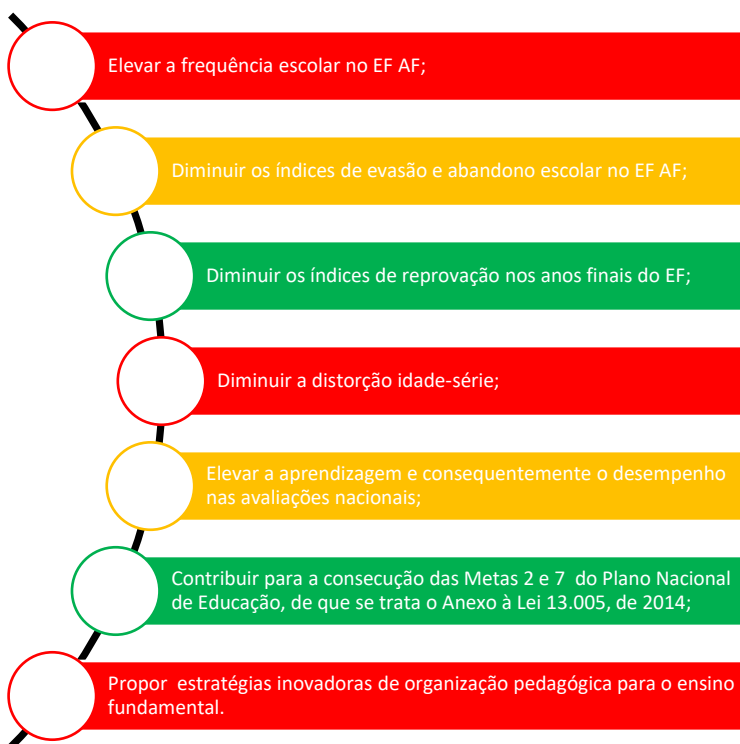 Elevar a frequência escolar no EF AF;
Diminuir os índices de evasão e abandono escolar no EF AF;
Diminuir os índices de reprovação nos anos finais do EF;
Diminuir a distorção idade-série;
Elevar a aprendizagem e consequentemente o desempenho
nas avaliações nacionais;
Contribuir para a consecução das Metas 2 e 7 do Plano Nacional
de Educação, de que se trata o Anexo à Lei 13.005, de 2014;
Propor estratégias inovadoras de organização pedagógica para o ensino
fundamental.